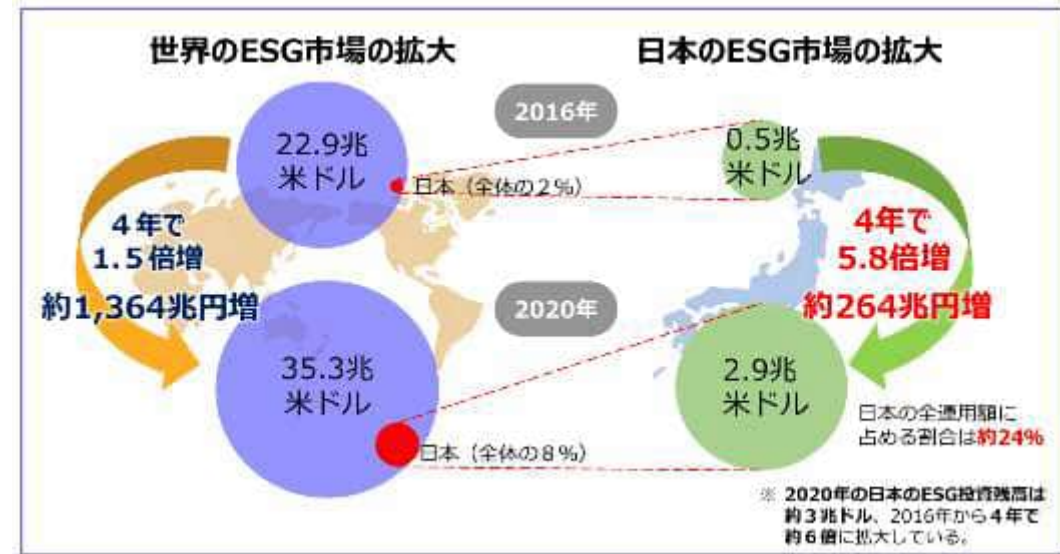 世界のESG市場の拡大
日本のESG市場の拡大
2016年
22.9兆
米ドル
日本（全体の２%）
0.5兆
米ドル
４年で
1.5倍増
約1,364兆円増
4年で
5.8倍増
約264兆円増
2020年
35.3兆
米ドル
日本（全体の８%）
2.9兆
米ドル
日本の全運用額に
占める割合は約24%
※ 2020年の日本のESG投資残高は
約３兆ドル、2016年から４年で
約６倍に拡大している。